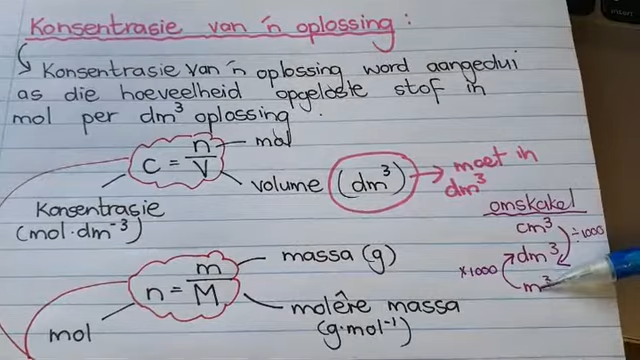 Konsentrasie van 'n oplossing :
Konsentrasie van 'n oplossing word aangedui
as die hoeveelheid opgeloste stof in
mol per dm³ oplossing.
C = n/V
mol
volume (dm³) → moet in
dm³
Konsentrasie
(mol·dm⁻³)
omskakel
cm³
÷1000
dm³
x1000
m³
n = m/M
massa (g)
molêre massa
(g·mol⁻¹)
mol